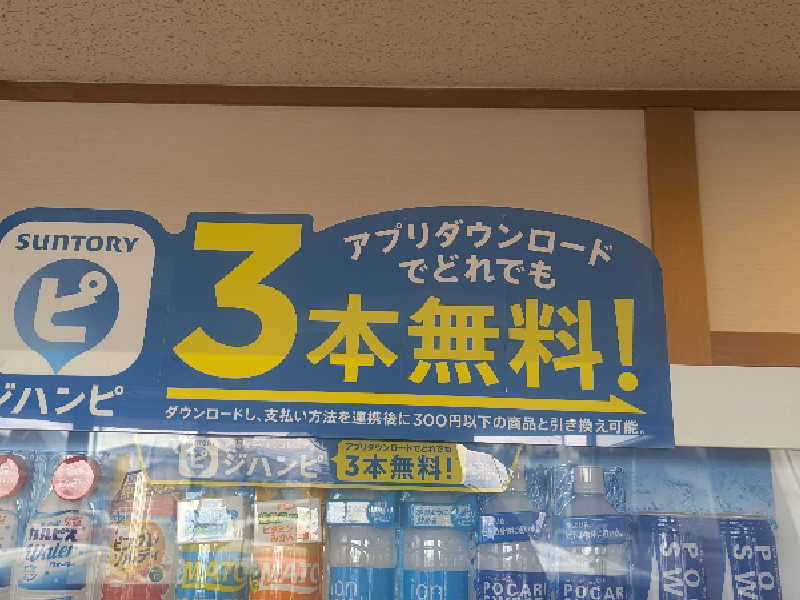 SUNTORY
ピ
ジハンピ
アプリダウンロード
でどれでも
3本無料!
ダウンロードし、支払い方法を連携後に300円以下の商品と引き換え可能。
ピ ジハンピ
アプリダウンロードでどれでも
3本無料!
カルピス
Water
MATC
MATC
ion
ion
POCARI
POCAR